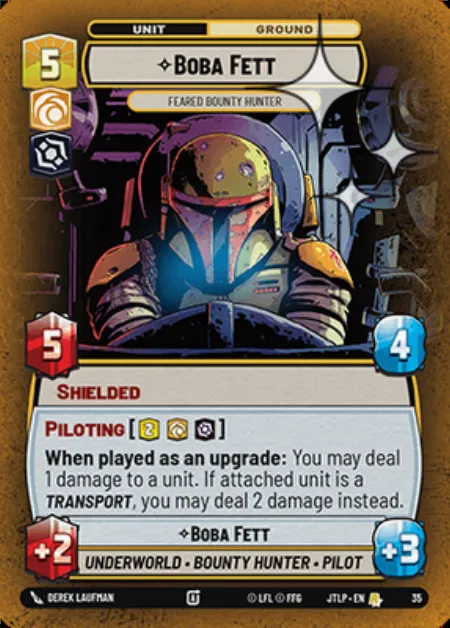 UNIT
GROUND
5
✧BOBA FETT
FEARED BOUNTY HUNTER
5
4
SHIELDED
PILOTING [2]
When played as an upgrade: You may deal
1 damage to a unit. If attached unit is a
TRANSPORT, you may deal 2 damage instead.
+2
✧BOBA FETT
+3
UNDERWORLD • BOUNTY HUNTER • PILOT
DEREK LAUFMAN
© LFL © FFG
JTLP • EN
35